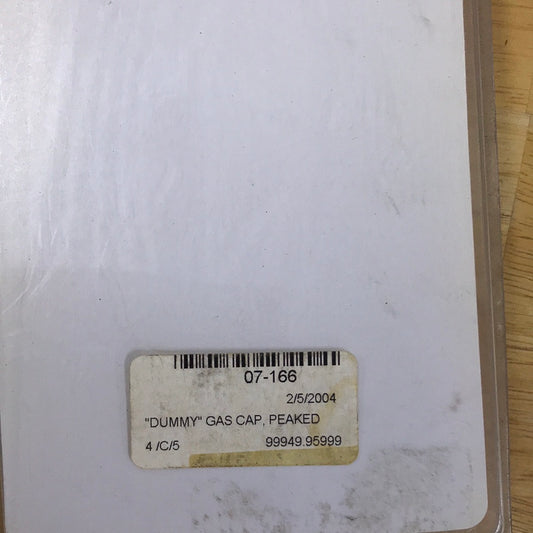 07-166
2/5/2004
"DUMMY" GAS CAP, PEAKED
4 /C/5 99949.95999